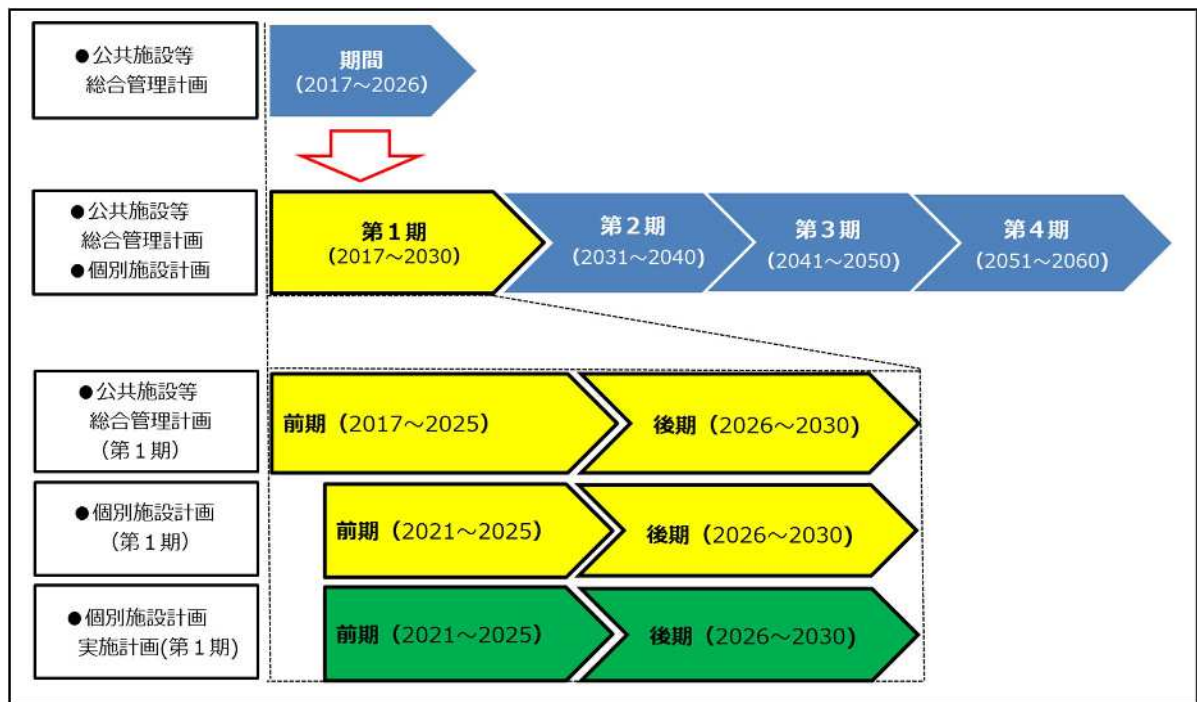 ●公共施設等
総合管理計画
期間
(2017～2026)
●公共施設等
総合管理計画
●個別施設計画
第１期
(2017～2030)
第２期
(2031～2040)
第３期
(2041～2050)
第４期
(2051～2060)
●公共施設等
総合管理計画
(第１期)
前期（2017～2025)
後期（2026～2030)
●個別施設計画
(第１期)
前期（2021～2025)
後期（2026～2030)
●個別施設計画
実施計画(第１期)
前期（2021～2025)
後期（2026～2030)